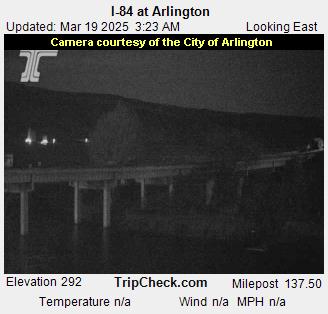 I-84 at Arlington
Updated: Mar 19 2025 3:23 AM Looking East
Camera courtesy of the City of Arlington
Elevation 292 TripCheck.com Milepost 137.50
Temperature n/a Wind n/a MPH n/a